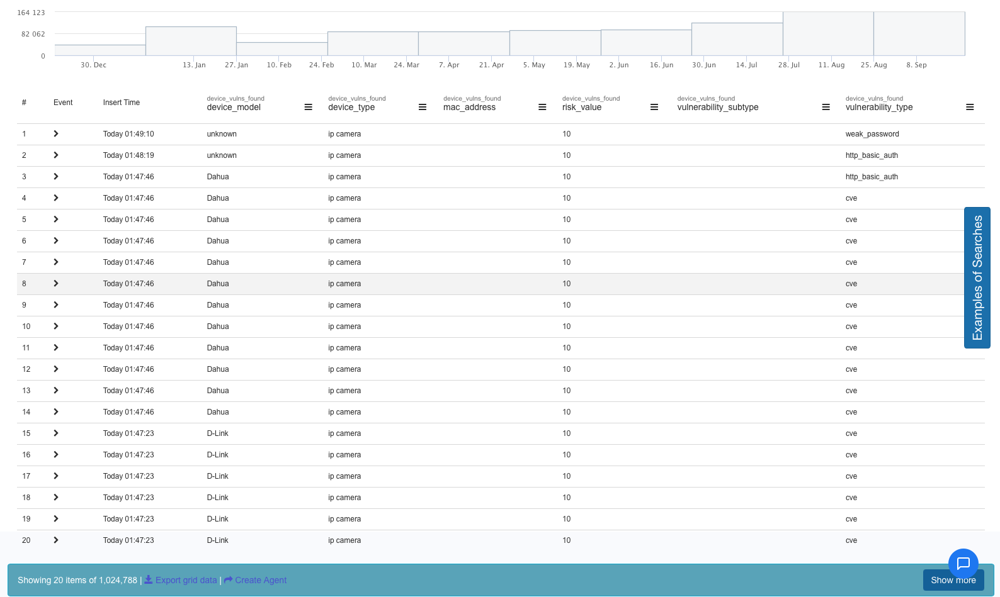 164 123
82 062
0
30. Dec 13. Jan 27. Jan 10. Feb 24. Feb 10. Mar 24. Mar 7. Apr 21. Apr 5. May 19. May 2. Jun 16. Jun 30. Jun 14. Jul 28. Jul 11. Aug 25. Aug 8. Sep
device_vulns_found device_vulns_found device_vulns_found device_vulns_found device_vulns_found device_vulns_found
# Event Insert Time device_model device_type mac_address risk_value vulnerability_subtype vulnerability_type
1 Today 01:49:10 unknown ip camera 10 weak_password
2 Today 01:48:19 unknown ip camera 10 http_basic_auth
3 Today 01:47:46 Dahua ip camera 10 http_basic_auth
4 Today 01:47:46 Dahua ip camera 10 cve
5 Today 01:47:46 Dahua ip camera 10 cve
6 Today 01:47:46 Dahua ip camera 10 cve
7 Today 01:47:46 Dahua ip camera 10 cve
8 Today 01:47:46 Dahua ip camera 10 cve
9 Today 01:47:46 Dahua ip camera 10 cve
10 Today 01:47:46 Dahua ip camera 10 cve
11 Today 01:47:46 Dahua ip camera 10 cve
12 Today 01:47:46 Dahua ip camera 10 cve
13 Today 01:47:46 Dahua ip camera 10 cve
14 Today 01:47:46 Dahua ip camera 10 cve
15 Today 01:47:23 D-Link ip camera 10 cve
16 Today 01:47:23 D-Link ip camera 10 cve
17 Today 01:47:23 D-Link ip camera 10 cve
18 Today 01:47:23 D-Link ip camera 10 cve
19 Today 01:47:23 D-Link ip camera 10 cve
20 Today 01:47:23 D-Link ip camera 10 cve
Examples of Searches
Showing 20 items of 1,024,788 | Export grid data | Create Agent
Show more